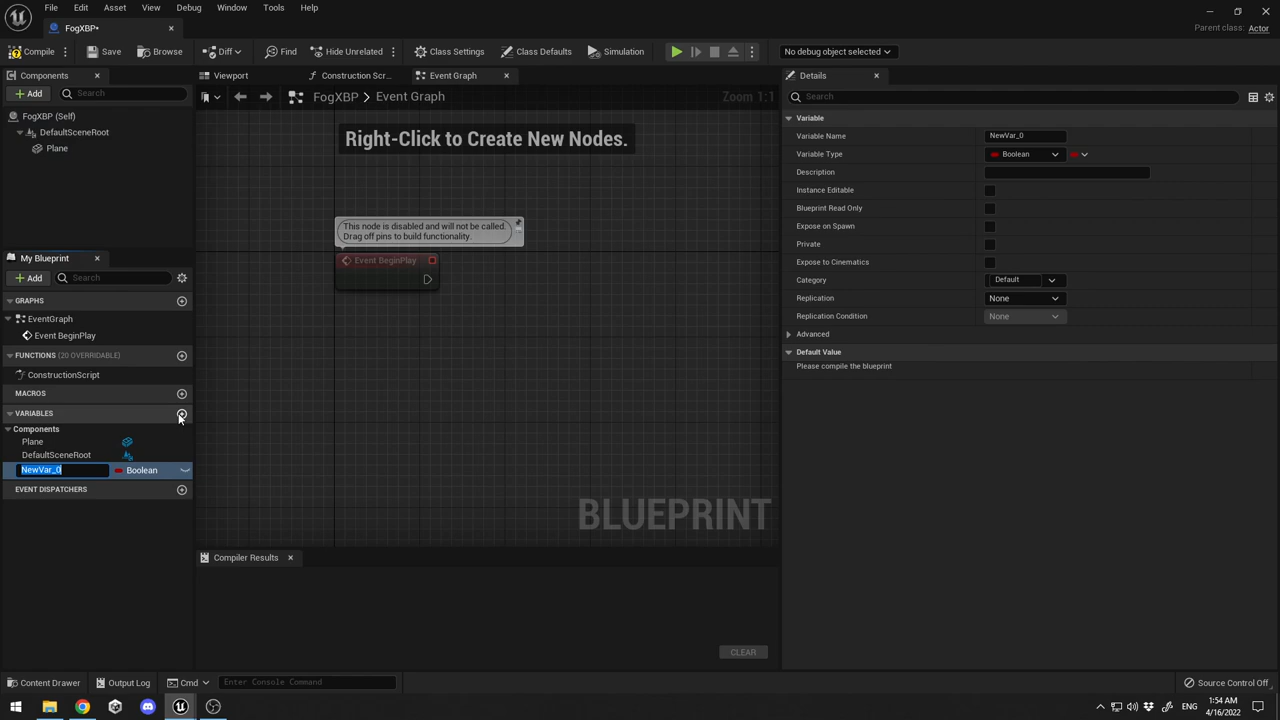 File Edit Asset View Debug Window Tools Help
FogXBP•
Parent class: Actor
Compile Save Browse Diff Find Hide Unrelated Class Settings Class Defaults Simulation No debug object selected
Components
Viewport Construction Scr... Event Graph
Details
Add Search
FogXBP > Event Graph Zoom 1:1
Search
FogXBP (Self)
DefaultSceneRoot
Plane
Right-Click to Create New Nodes.
This node is disabled and will not be called.
Drag off pins to build functionality.
Event BeginPlay
BLUEPRINT
Variable
Variable Name NewVar_0
Variable Type Boolean
Description
Instance Editable
Blueprint Read Only
Expose on Spawn
Private
Expose to Cinematics
Category Default
Replication None
Replication Condition None
Advanced
Default Value
Please compile the blueprint
My Blueprint
Add Search
GRAPHS
EventGraph
Event BeginPlay
FUNCTIONS (20 OVERRIDABLE)
ConstructionScript
MACROS
VARIABLES
Components
Plane
DefaultSceneRoot
NewVar_0 Boolean
EVENT DISPATCHERS
Compiler Results
CLEAR
Content Drawer Output Log Cmd Enter Console Command Source Control Off
ENG
1:54 AM
4/16/2022